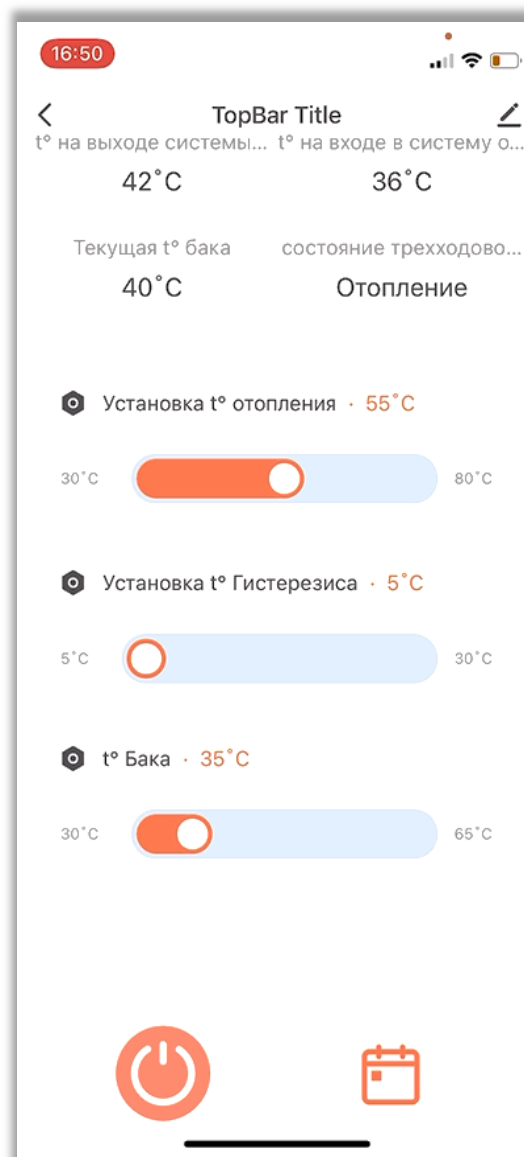 16:50
TopBar Title
t° на выходе системы... t° на входе в систему о...
42°C 36°C
Текущая t° бака состояние трехходово...
40°C Отопление
Установка t° отопления · 55°C
30°C 80°C
Установка t° Гистерезиса · 5°C
5°C 30°C
t° Бака · 35°C
30°C 65°C